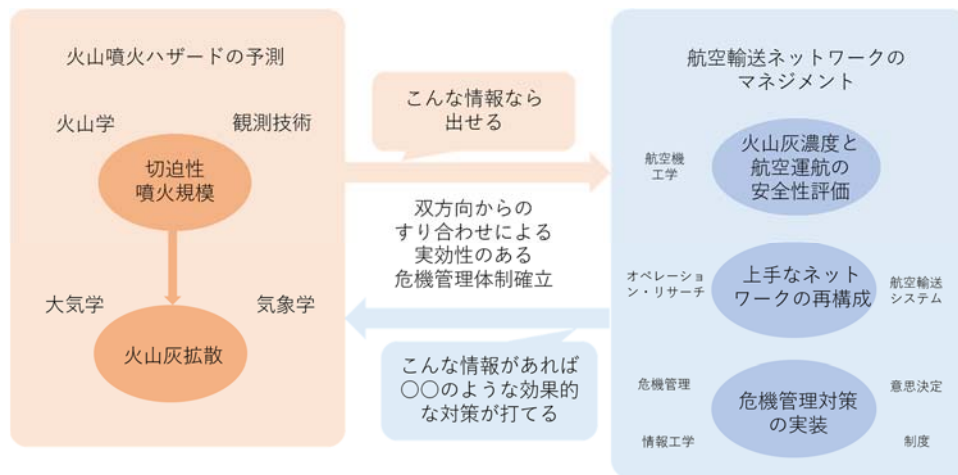 火山噴火ハザードの予測
火山学
観測技術
切迫性
噴火規模
大気学
気象学
火山灰拡散
こんな情報なら
出せる
双方向からの
すり合わせによる
実効性のある
危機管理体制確立
こんな情報があれば
〇〇のような効果的
な対策が打てる
航空輸送ネットワークの
マネジメント
航空機
工学
火山灰濃度と
航空運航の
安全性評価
オペレーショ
ン・リサーチ
上手なネット
ワークの再構成
航空輸送
システム
危機管理
意思決定
危機管理対策
の実装
情報工学
制度